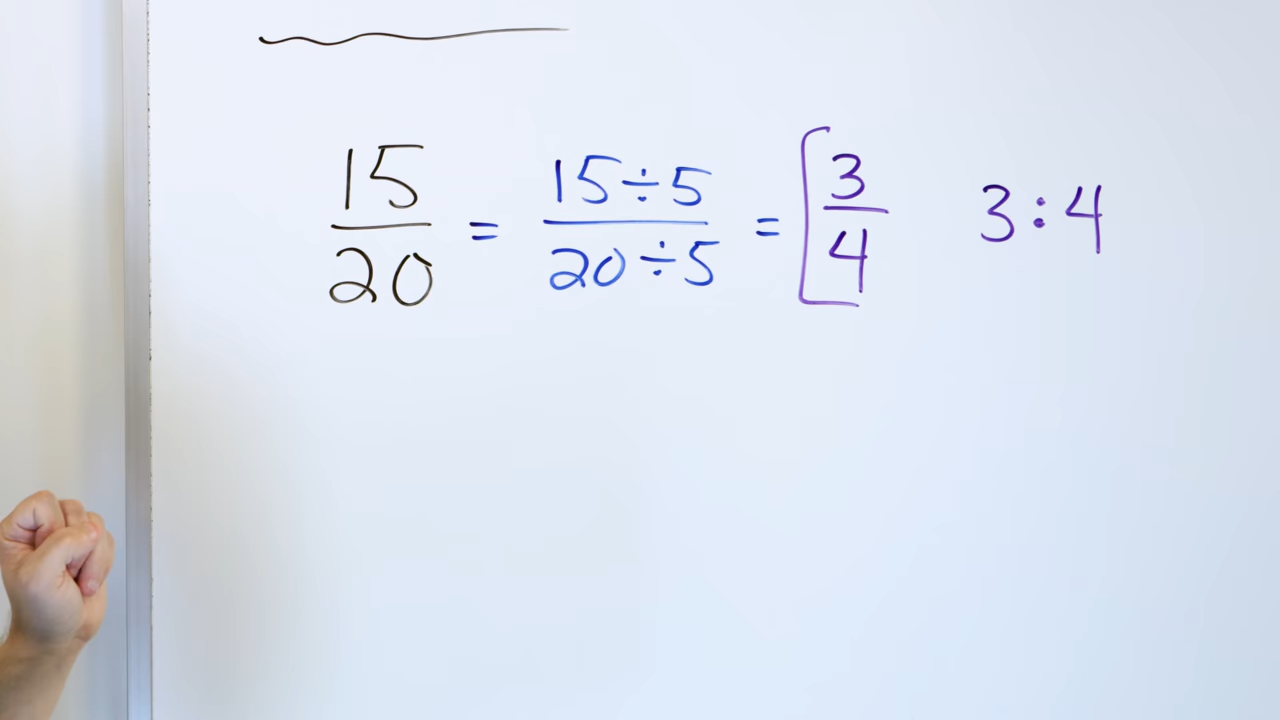 15/20 = 15÷5/20÷5 = [3/4 3:4